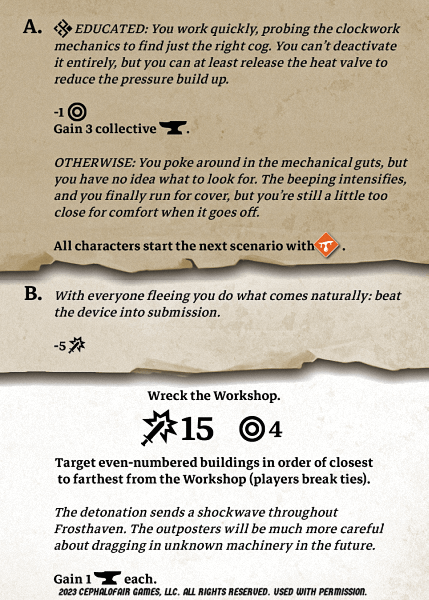 A. EDUCATED: You work quickly, probing the clockwork
mechanics to find just the right cog. You can't deactivate
it entirely, but you can at least release the heat valve to
reduce the pressure build up.
-1
Gain 3 collective .
OTHERWISE: You poke around in the mechanical guts, but
you have no idea what to look for. The beeping intensifies,
and you finally run for cover, but you're still a little too
close for comfort when it goes off.
All characters start the next scenario with .
B. With everyone fleeing you do what comes naturally: beat
the device into submission.
-5
Wreck the Workshop.
15 4
Target even-numbered buildings in order of closest
to farthest from the Workshop (players break ties).
The detonation sends a shockwave throughout
Frosthaven. The outposters will be much more careful
about dragging in unknown machinery in the future.
Gain 1 each.
2023 CEPHALOFAIR GAMES, LLC. ALL RIGHTS RESERVED. USED WITH PERMISSION.